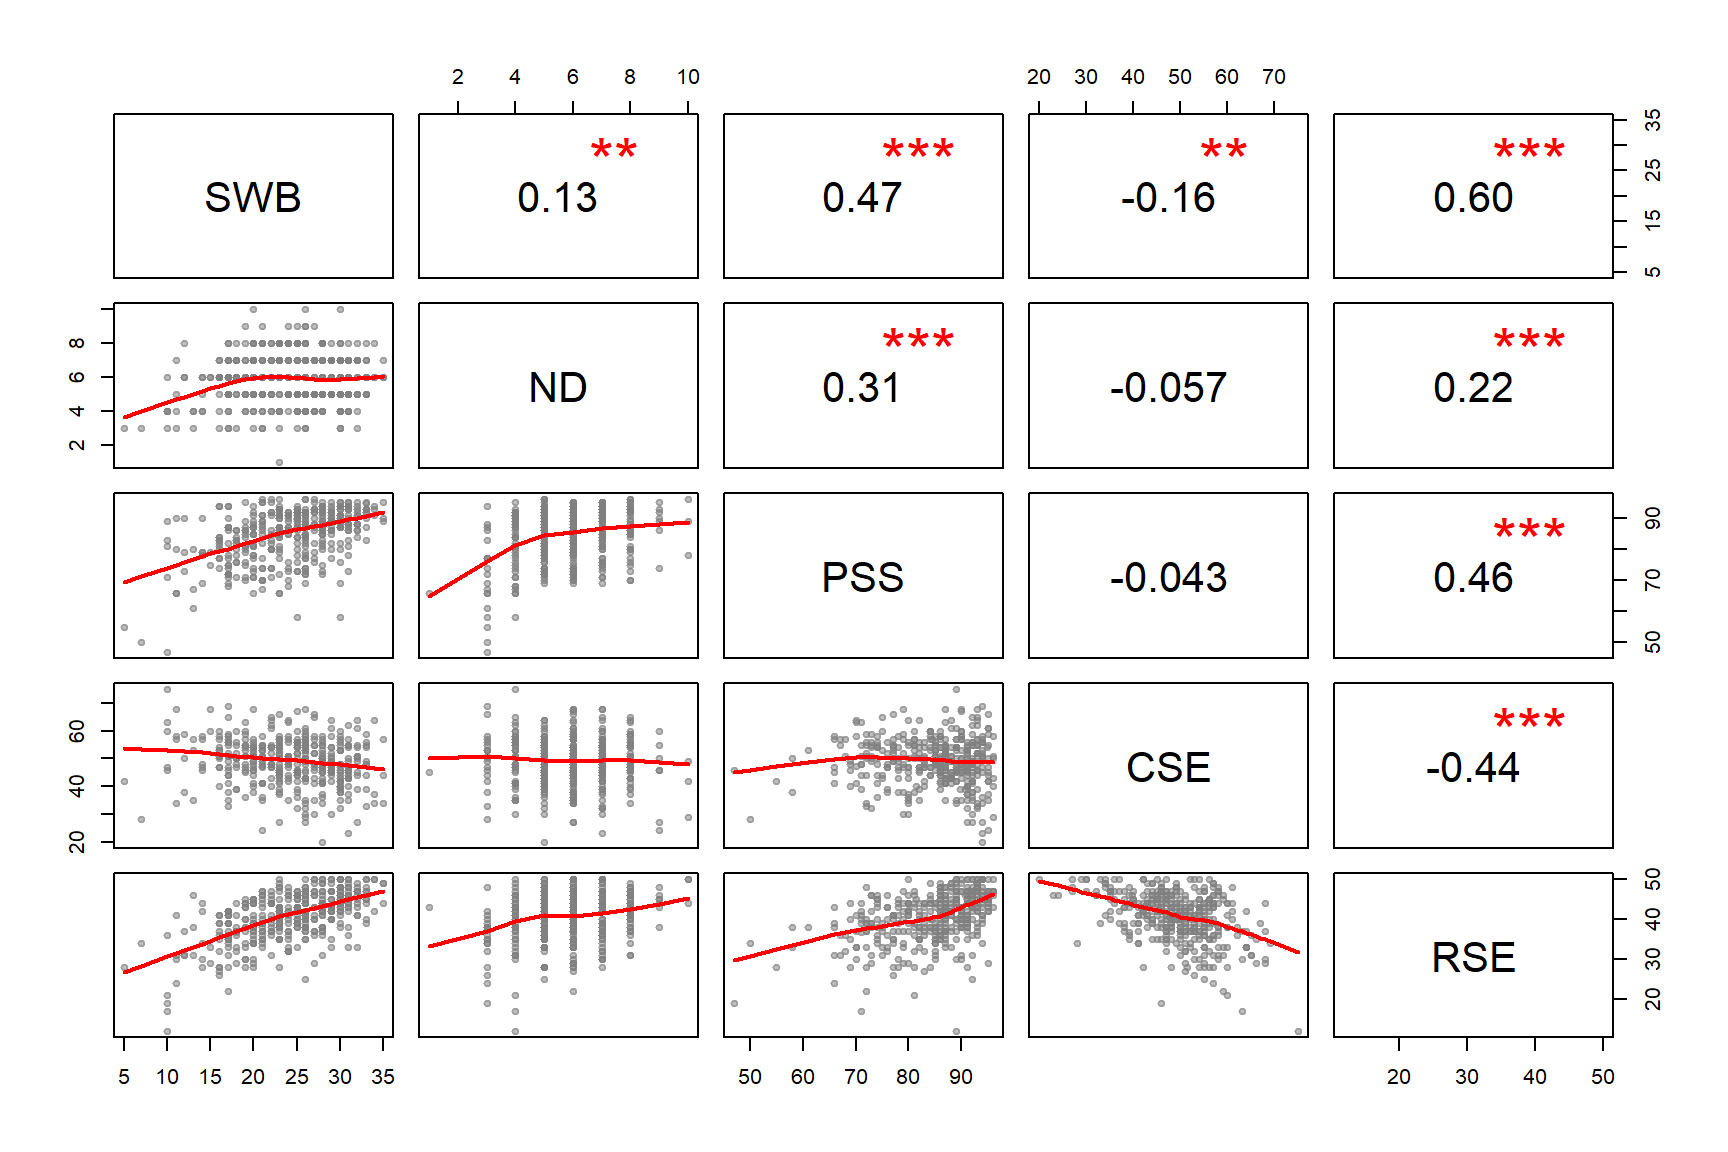 2 4 6 8 10 20 30 40 50 60 70
** *** ** ***
SWB 0.13 0.47 -0.16 0.60
5 15 25 35
*** ***
ND 0.31 -0.057 0.22
2 4 6 8
***
PSS -0.043 0.46
50 70 90
***
CSE -0.44
20 40 60
RSE
20 30 40 50
5 10 15 20 25 30 35 50 60 70 80 90 20 30 40 50